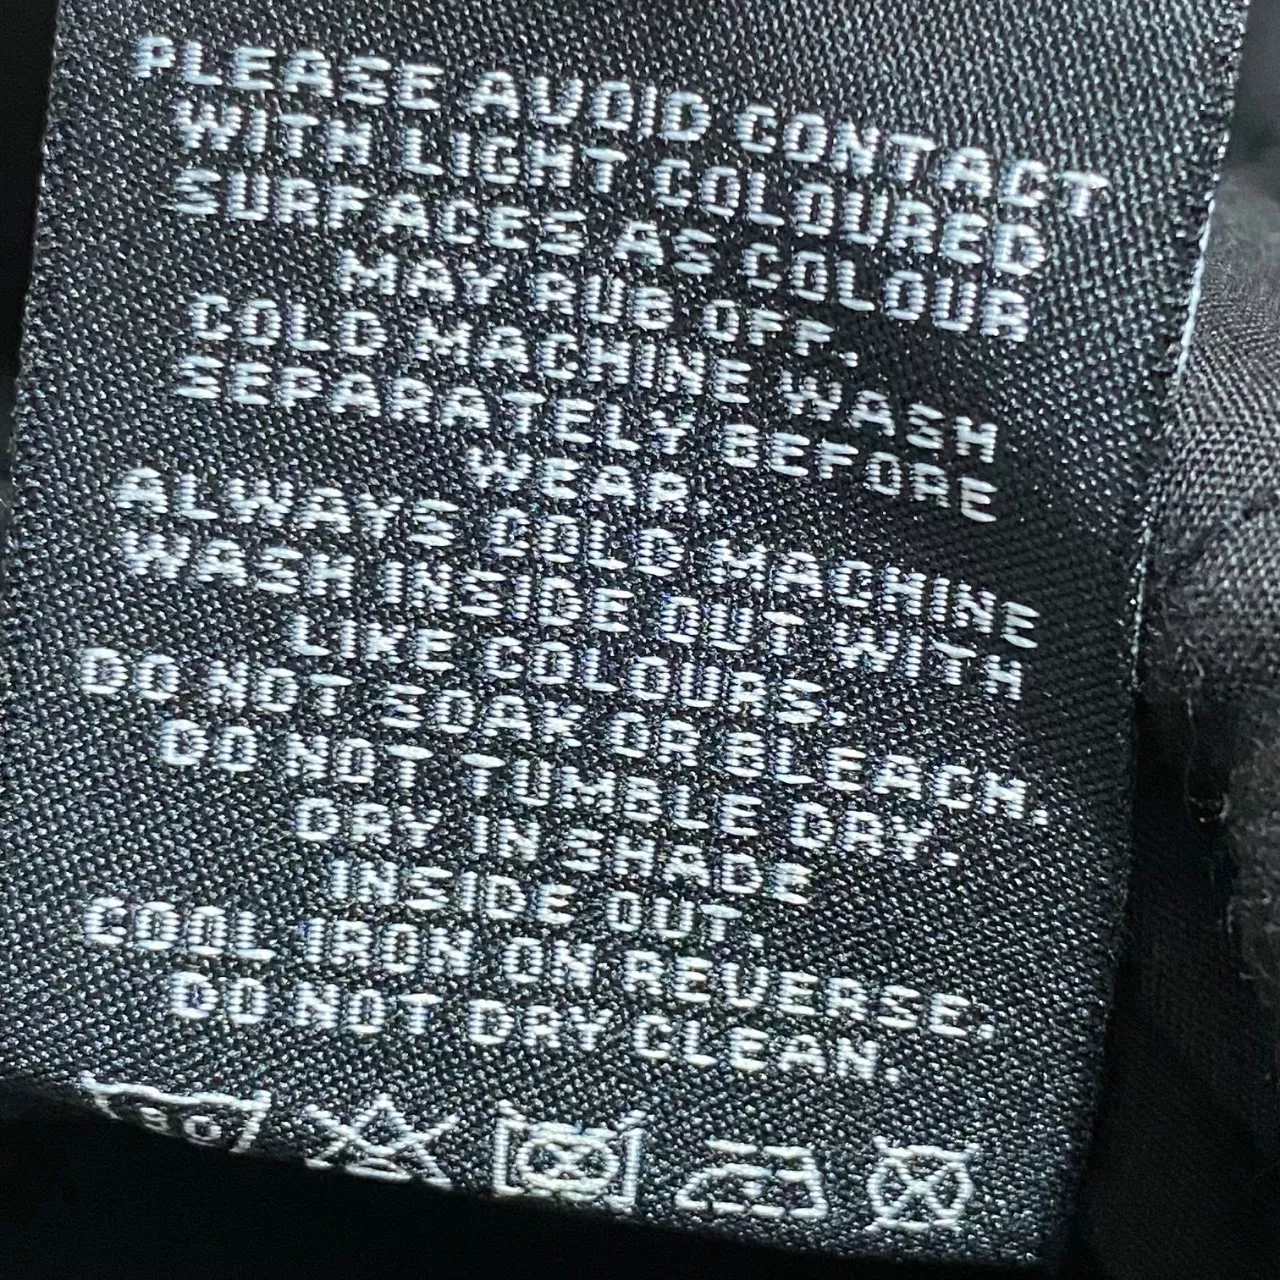 PLEASE AVOID CONTACT
WITH LIGHT COLOURED
SURFACES AS COLOUR
MAY RUB OFF.
COLD MACHINE WASH
SEPARATELY BEFORE
WEAR.
ALWAYS COLD MACHINE
WASH INSIDE OUT WITH
LIKE COLOURS.
DO NOT SOAK OR BLEACH.
DO NOT TUMBLE DRY.
DRY IN SHADE
INSIDE OUT.
COOL IRON ON REVERSE.
DO NOT DRY CLEAN.
30